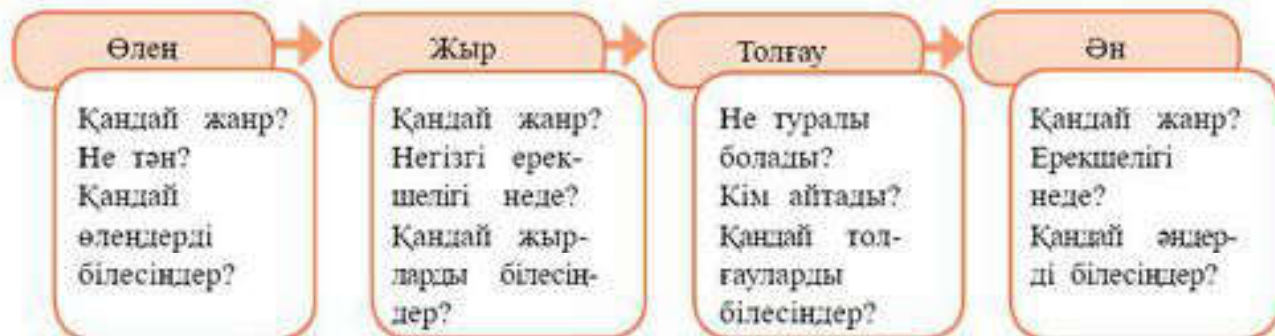 Өлең
Қандай жанр?
Не тән?
Қандай
өлеңдерді
білесіңдер?
Жыр
Қандай жанр?
Негізгі ерек-
шелігі неде?
Қандай жыр-
ларды білесің-
дер?
Толғау
Не туралы
болады?
Кім айтады?
Қандай тол-
ғауларды
білесіңдер?
Ән
Қандай жанр?
Ерекшелігі
неде?
Қандай әндер-
ді білесіңдер?